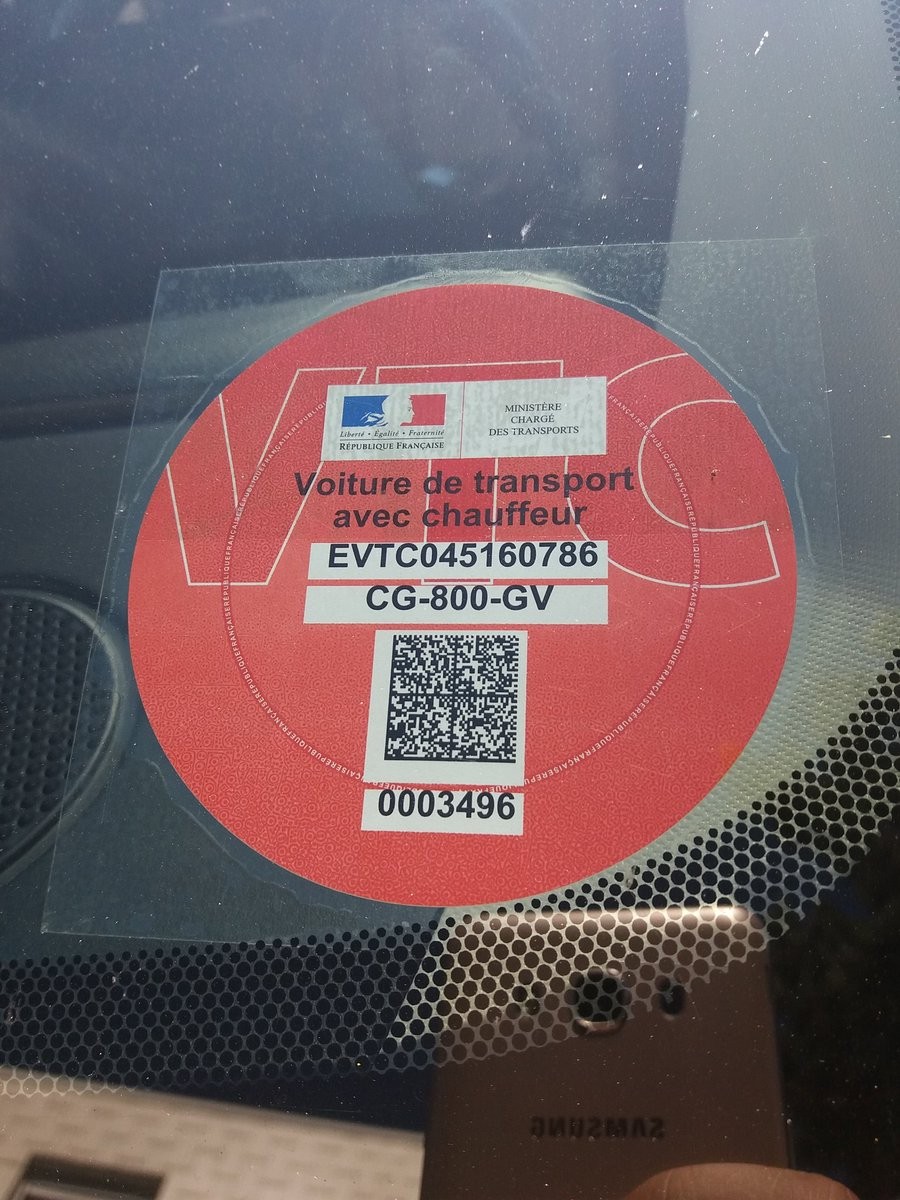 VTC
Liberté • Égalité • Fraternité
RÉPUBLIQUE FRANÇAISE
MINISTÈRE
CHARGÉ
DES TRANSPORTS
Voiture de transport
avec chauffeur
EVTC045160786
CG-800-GV
0003496
RÉPUBLIQUEFRANÇAISERÉPUBLIQUEFRANÇAISERÉPUBLIQUEFRANÇAISE
SAMSUNG